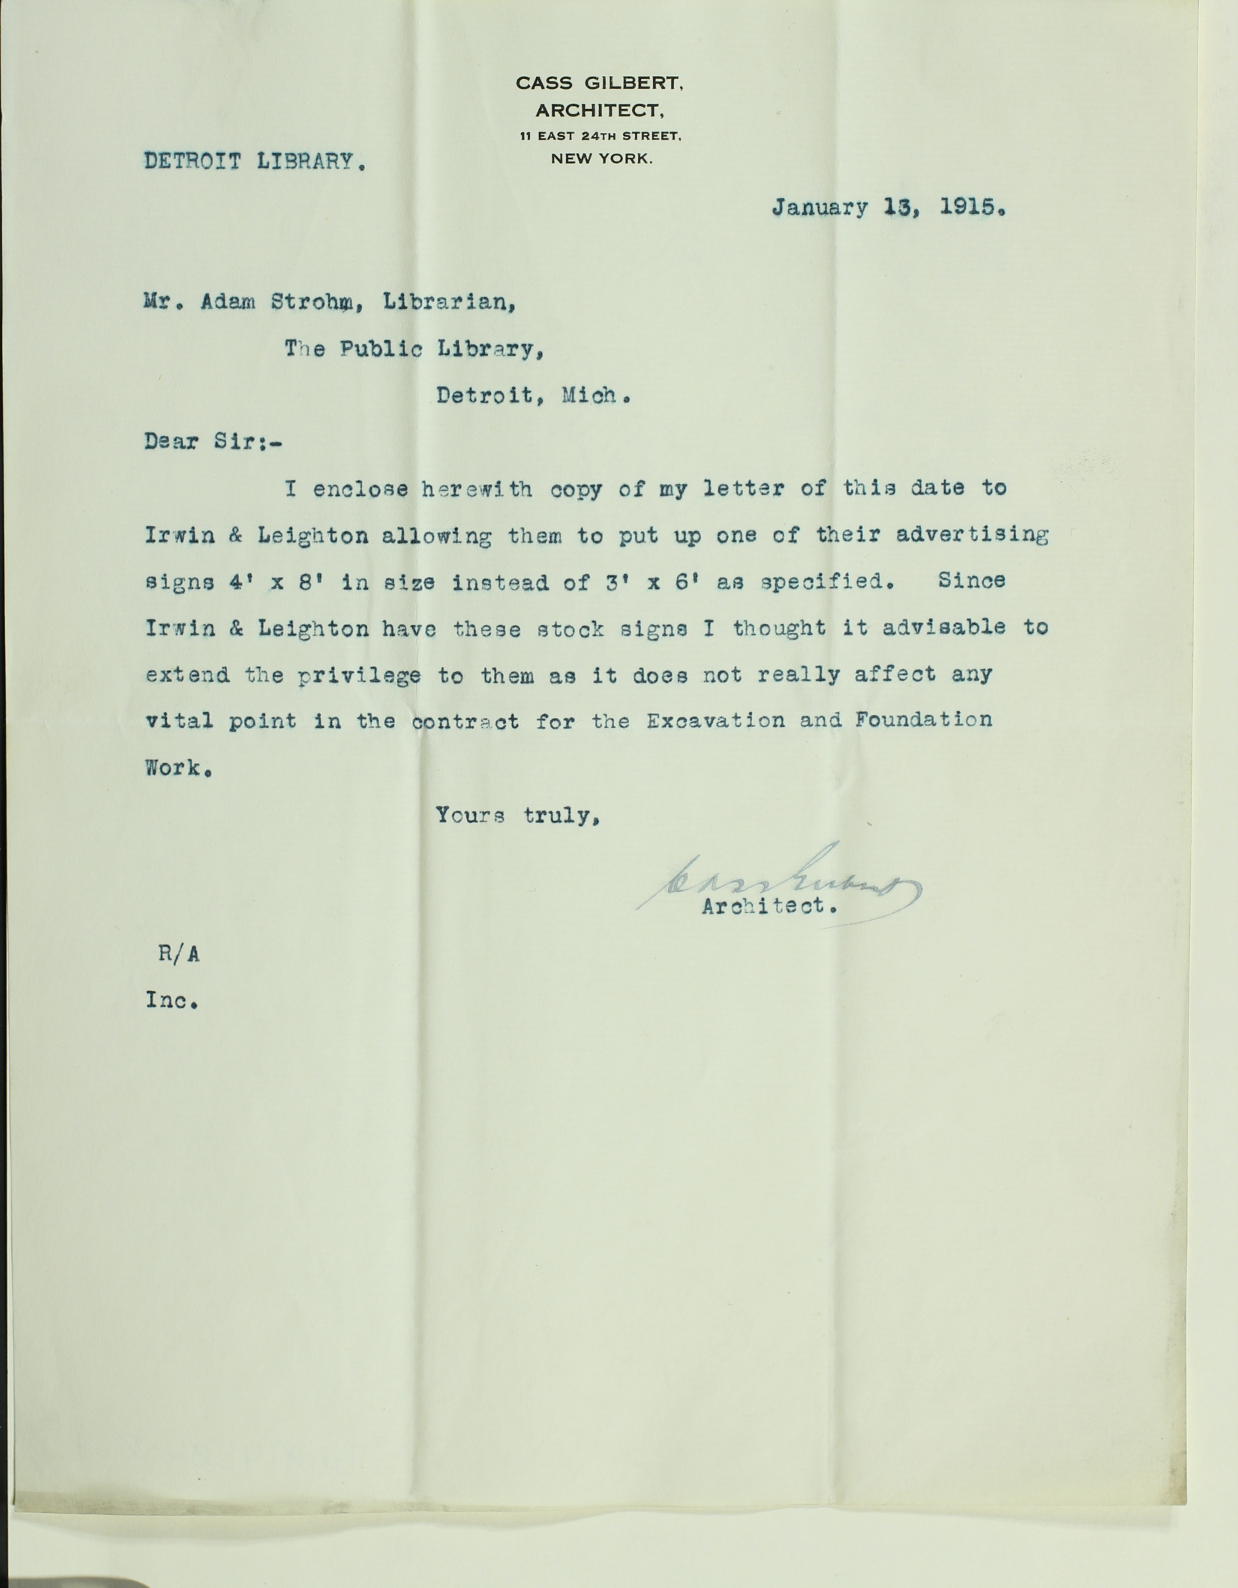 CASS GILBERT,
ARCHITECT,
11 EAST 24TH STREET,
NEW YORK.
DETROIT LIBRARY.
January 13, 1915.
Mr. Adam Strohm, Librarian,
The Public Library,
Detroit, Mich.
Dear Sir:-
I enclose herewith copy of my letter of this date to
Irwin & Leighton allowing them to put up one of their advertising
signs 4' x 8' in size instead of 3' x 6' as specified. Since
Irwin & Leighton have these stock signs I thought it advisable to
extend the privilege to them as it does not really affect any
vital point in the contract for the Excavation and Foundation
Work.
Yours truly,
Cass Gilbert
Architect.
R/A
Inc.